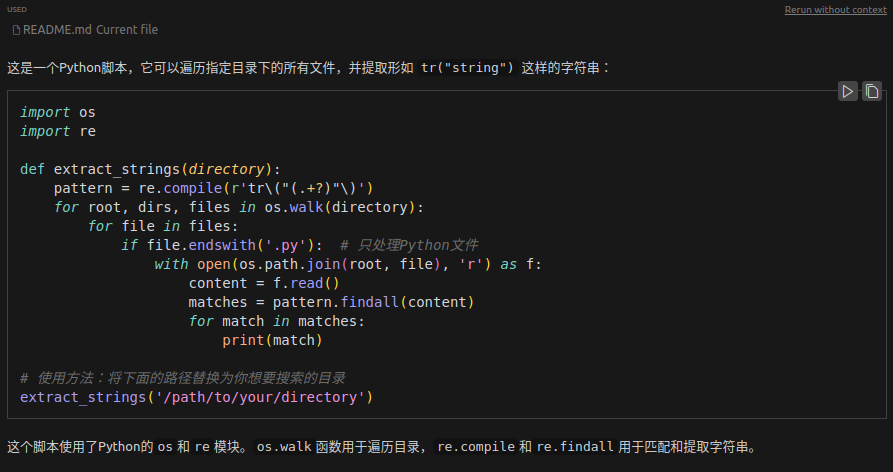 USED
Rerun without context
README.md Current file
这是一个Python脚本，它可以遍历指定目录下的所有文件，并提取形如 tr("string") 这样的字符串：
import os
import re
def extract_strings(directory):
    pattern = re.compile(r'tr\("(.+?)"\)')
    for root, dirs, files in os.walk(directory):
        for file in files:
            if file.endswith('.py'):  # 只处理Python文件
                with open(os.path.join(root, file), 'r') as f:
                    content = f.read()
                    matches = pattern.findall(content)
                    for match in matches:
                        print(match)
# 使用方法：将下面的路径替换为你想要搜索的目录
extract_strings('/path/to/your/directory')
这个脚本使用了Python的 os 和 re 模块。os.walk 函数用于遍历目录，re.compile 和 re.findall 用于匹配和提取字符串。